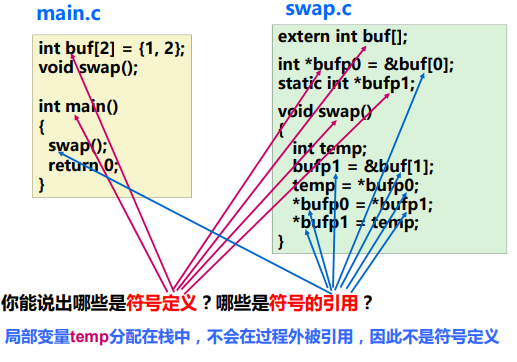 main.c
int buf[2] = {1, 2};
void swap();
int main()
{
swap();
return 0;
}
swap.c
extern int buf[];
int *bufp0 = &buf[0];
static int *bufp1;
void swap()
{
int temp;
bufp1 = &buf[1];
temp = *bufp0;
*bufp0 = *bufp1;
*bufp1 = temp;
}
你能说出哪些是符号定义？哪些是符号的引用？
局部变量temp分配在栈中，不会在过程外被引用，因此不是符号定义